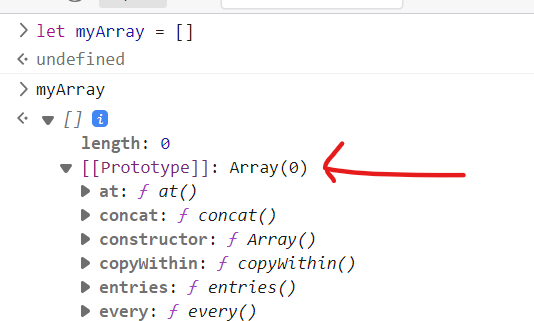 > let myArray = []
undefined
> myArray
[] i
length: 0
[[Prototype]]: Array(0)
at: ƒ at()
concat: ƒ concat()
constructor: ƒ Array()
copyWithin: ƒ copyWithin()
entries: ƒ entries()
every: ƒ every()